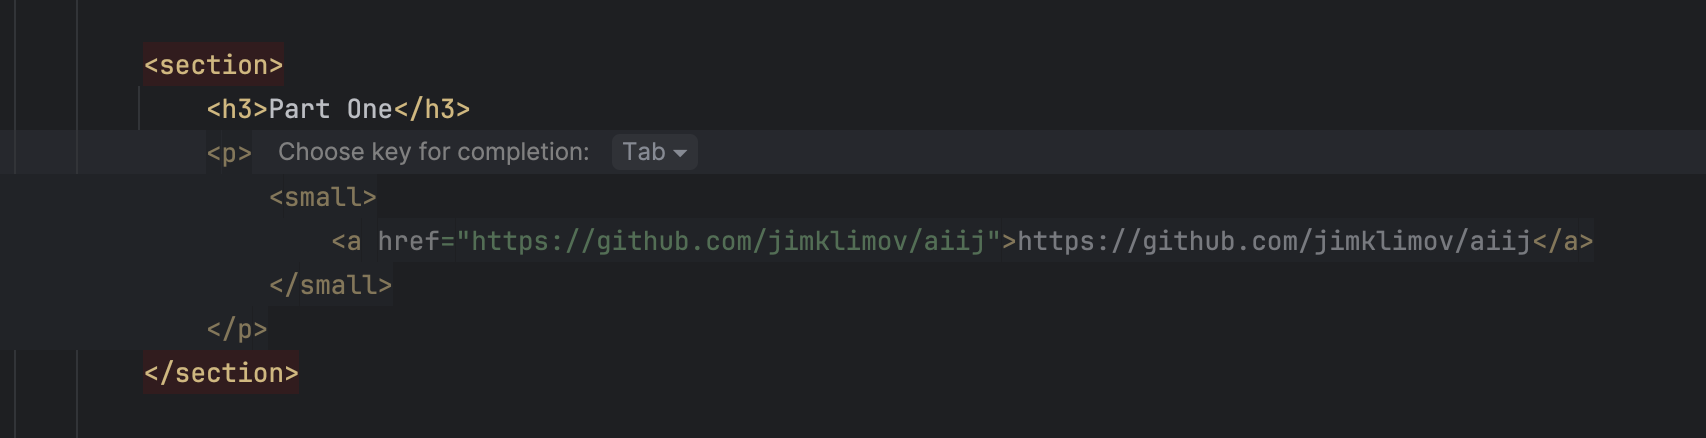 <section>
<h3>Part One</h3>
<p> Choose key for completion: Tab
<small>
<a href="https://github.com/jimklimov/aiij">https://github.com/jimklimov/aiij</a>
</small>
</p>
</section>